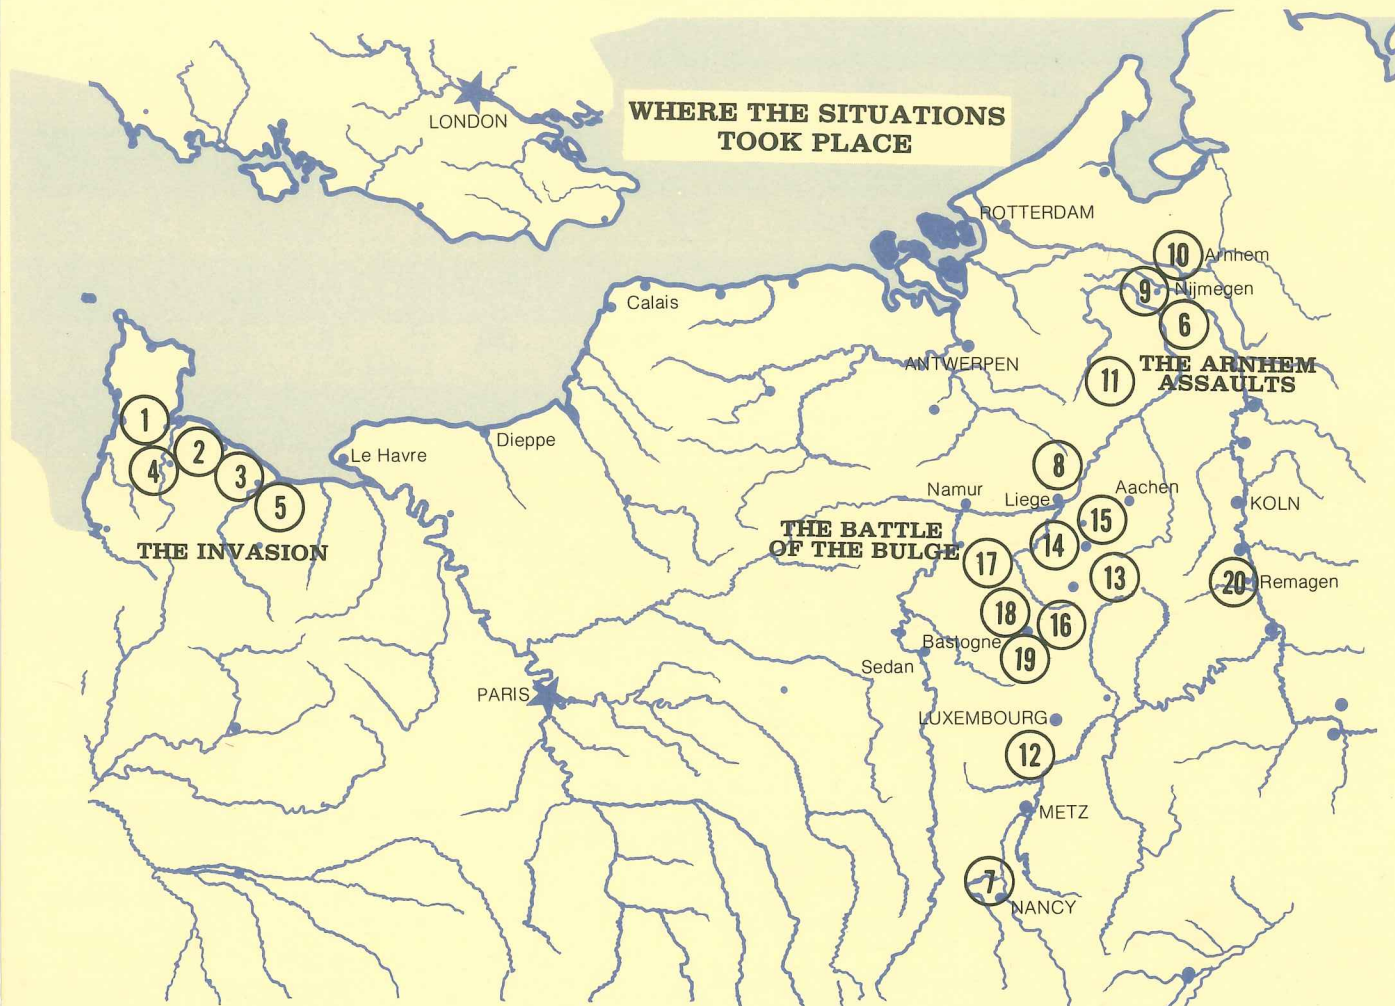 WHERE THE SITUATIONS
TOOK PLACE
LONDON
ROTTERDAM
10
Arnhem
9
Nijmegen
6
Calais
ANTWERPEN
THE ARNHEM
ASSAULTS
11
1
2
4
3
5
Le Havre
Dieppe
THE INVASION
8
Namur
Liege
Aachen
15
KOLN
THE BATTLE
OF THE BULGE
14
17
13
20
Remagen
18
16
Bastogne
19
Sedan
PARIS
LUXEMBOURG
12
METZ
7
NANCY